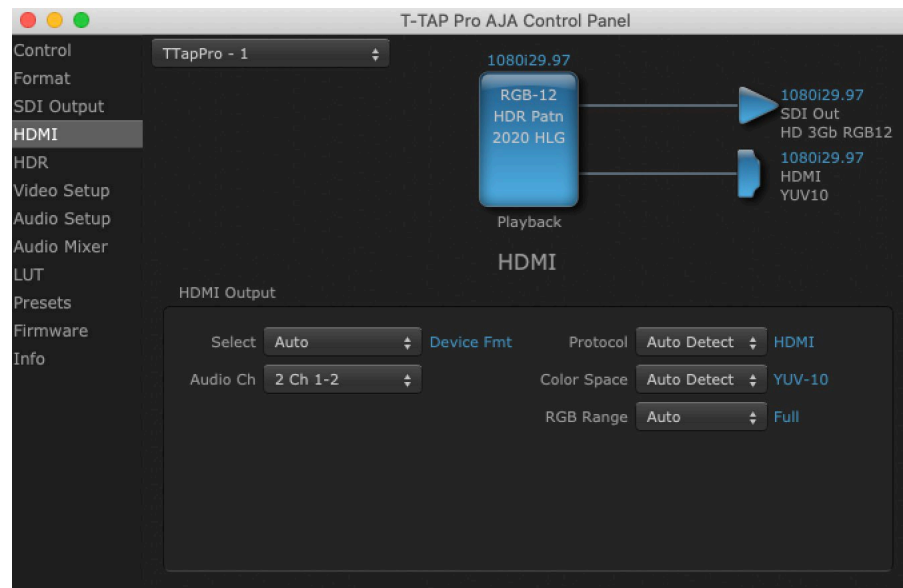 T-TAP Pro AJA Control Panel
Control
Format
SDI Output
HDMI
HDR
Video Setup
Audio Setup
Audio Mixer
LUT
Presets
Firmware
Info
TTapPro - 1
1080i29.97
RGB-12
HDR Patn
2020 HLG
Playback
1080i29.97
SDI Out
HD 3Gb RGB12
1080i29.97
HDMI
YUV10
HDMI
HDMI Output
Select Auto Device Fmt
Protocol Auto Detect HDMI
Audio Ch 2 Ch 1-2
Color Space Auto Detect YUV-10
RGB Range Auto Full